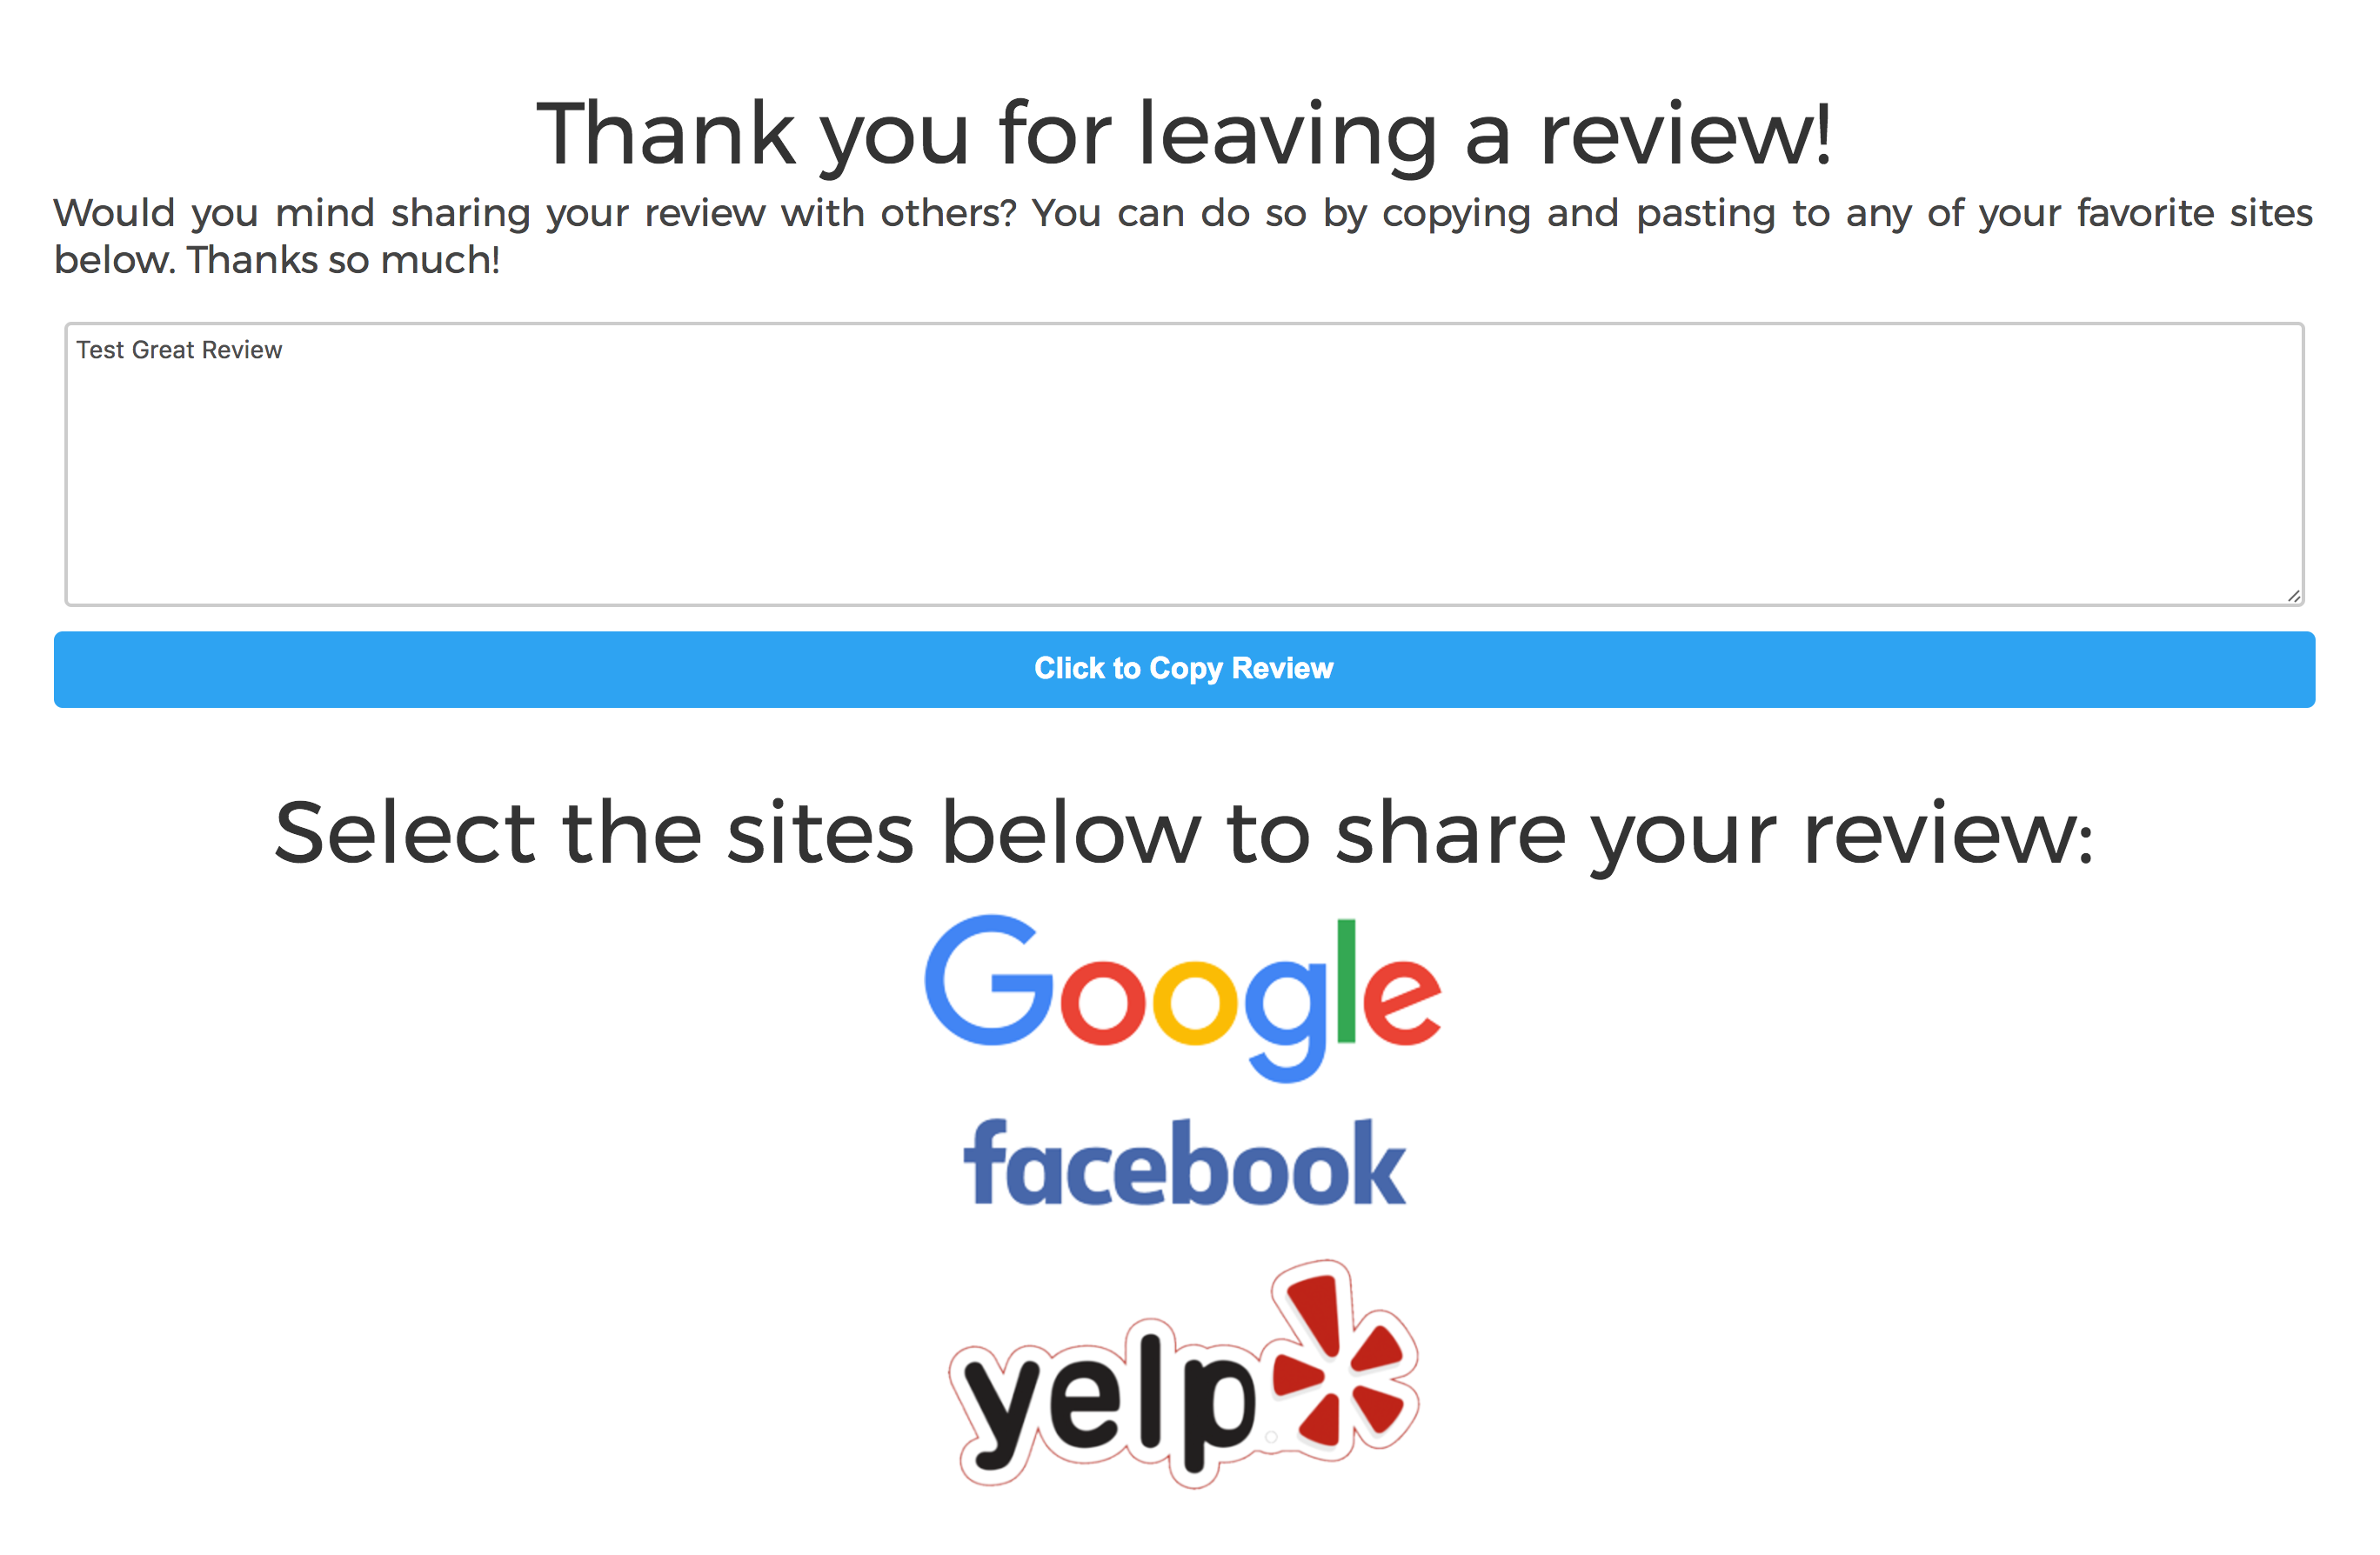 Thank you for leaving a review!
Would you mind sharing your review with others? You can do so by copying and pasting to any of your favorite sites
below. Thanks so much!
Test Great Review
Click to Copy Review
Select the sites below to share your review:
Google
facebook
yelp